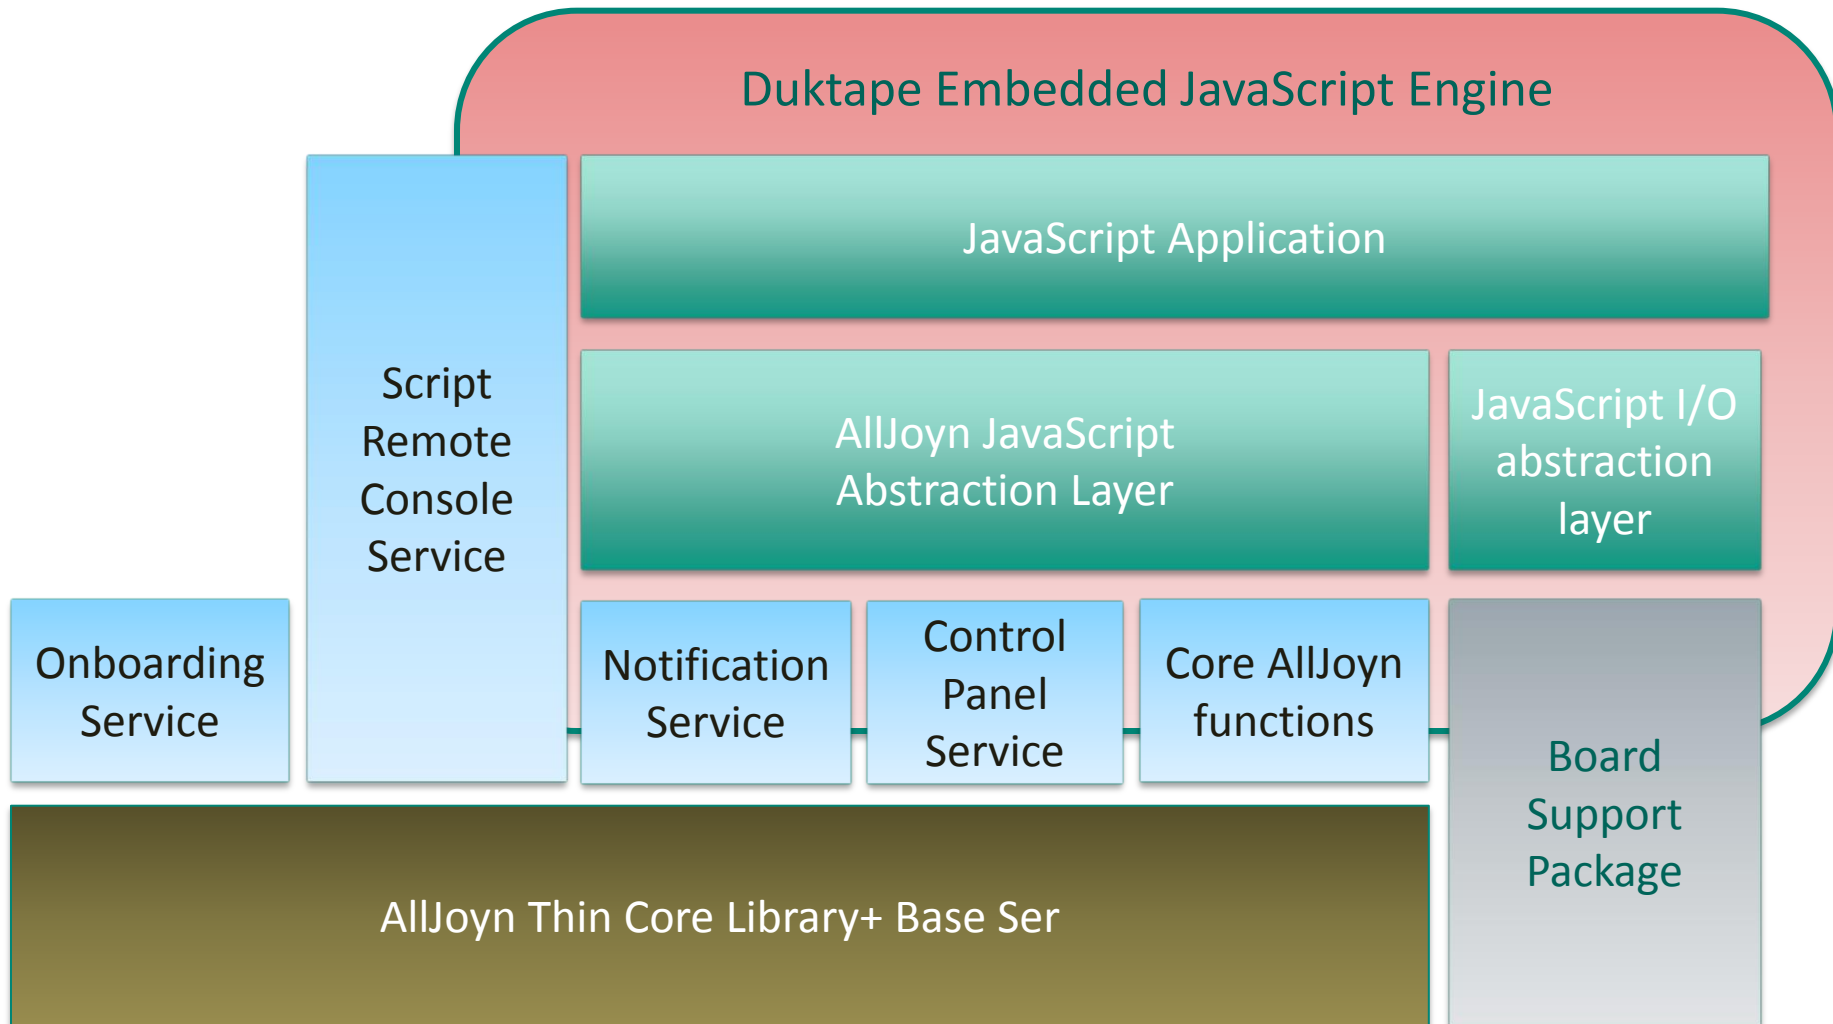 Duktape Embedded JavaScript Engine
JavaScript Application
Script
Remote
Console
Service
AllJoyn JavaScript
Abstraction Layer
JavaScript I/O
abstraction
layer
Onboarding
Service
Notification
Service
Control
Panel
Service
Core AllJoyn
functions
Board
Support
Package
AllJoyn Thin Core Library+ Base Ser